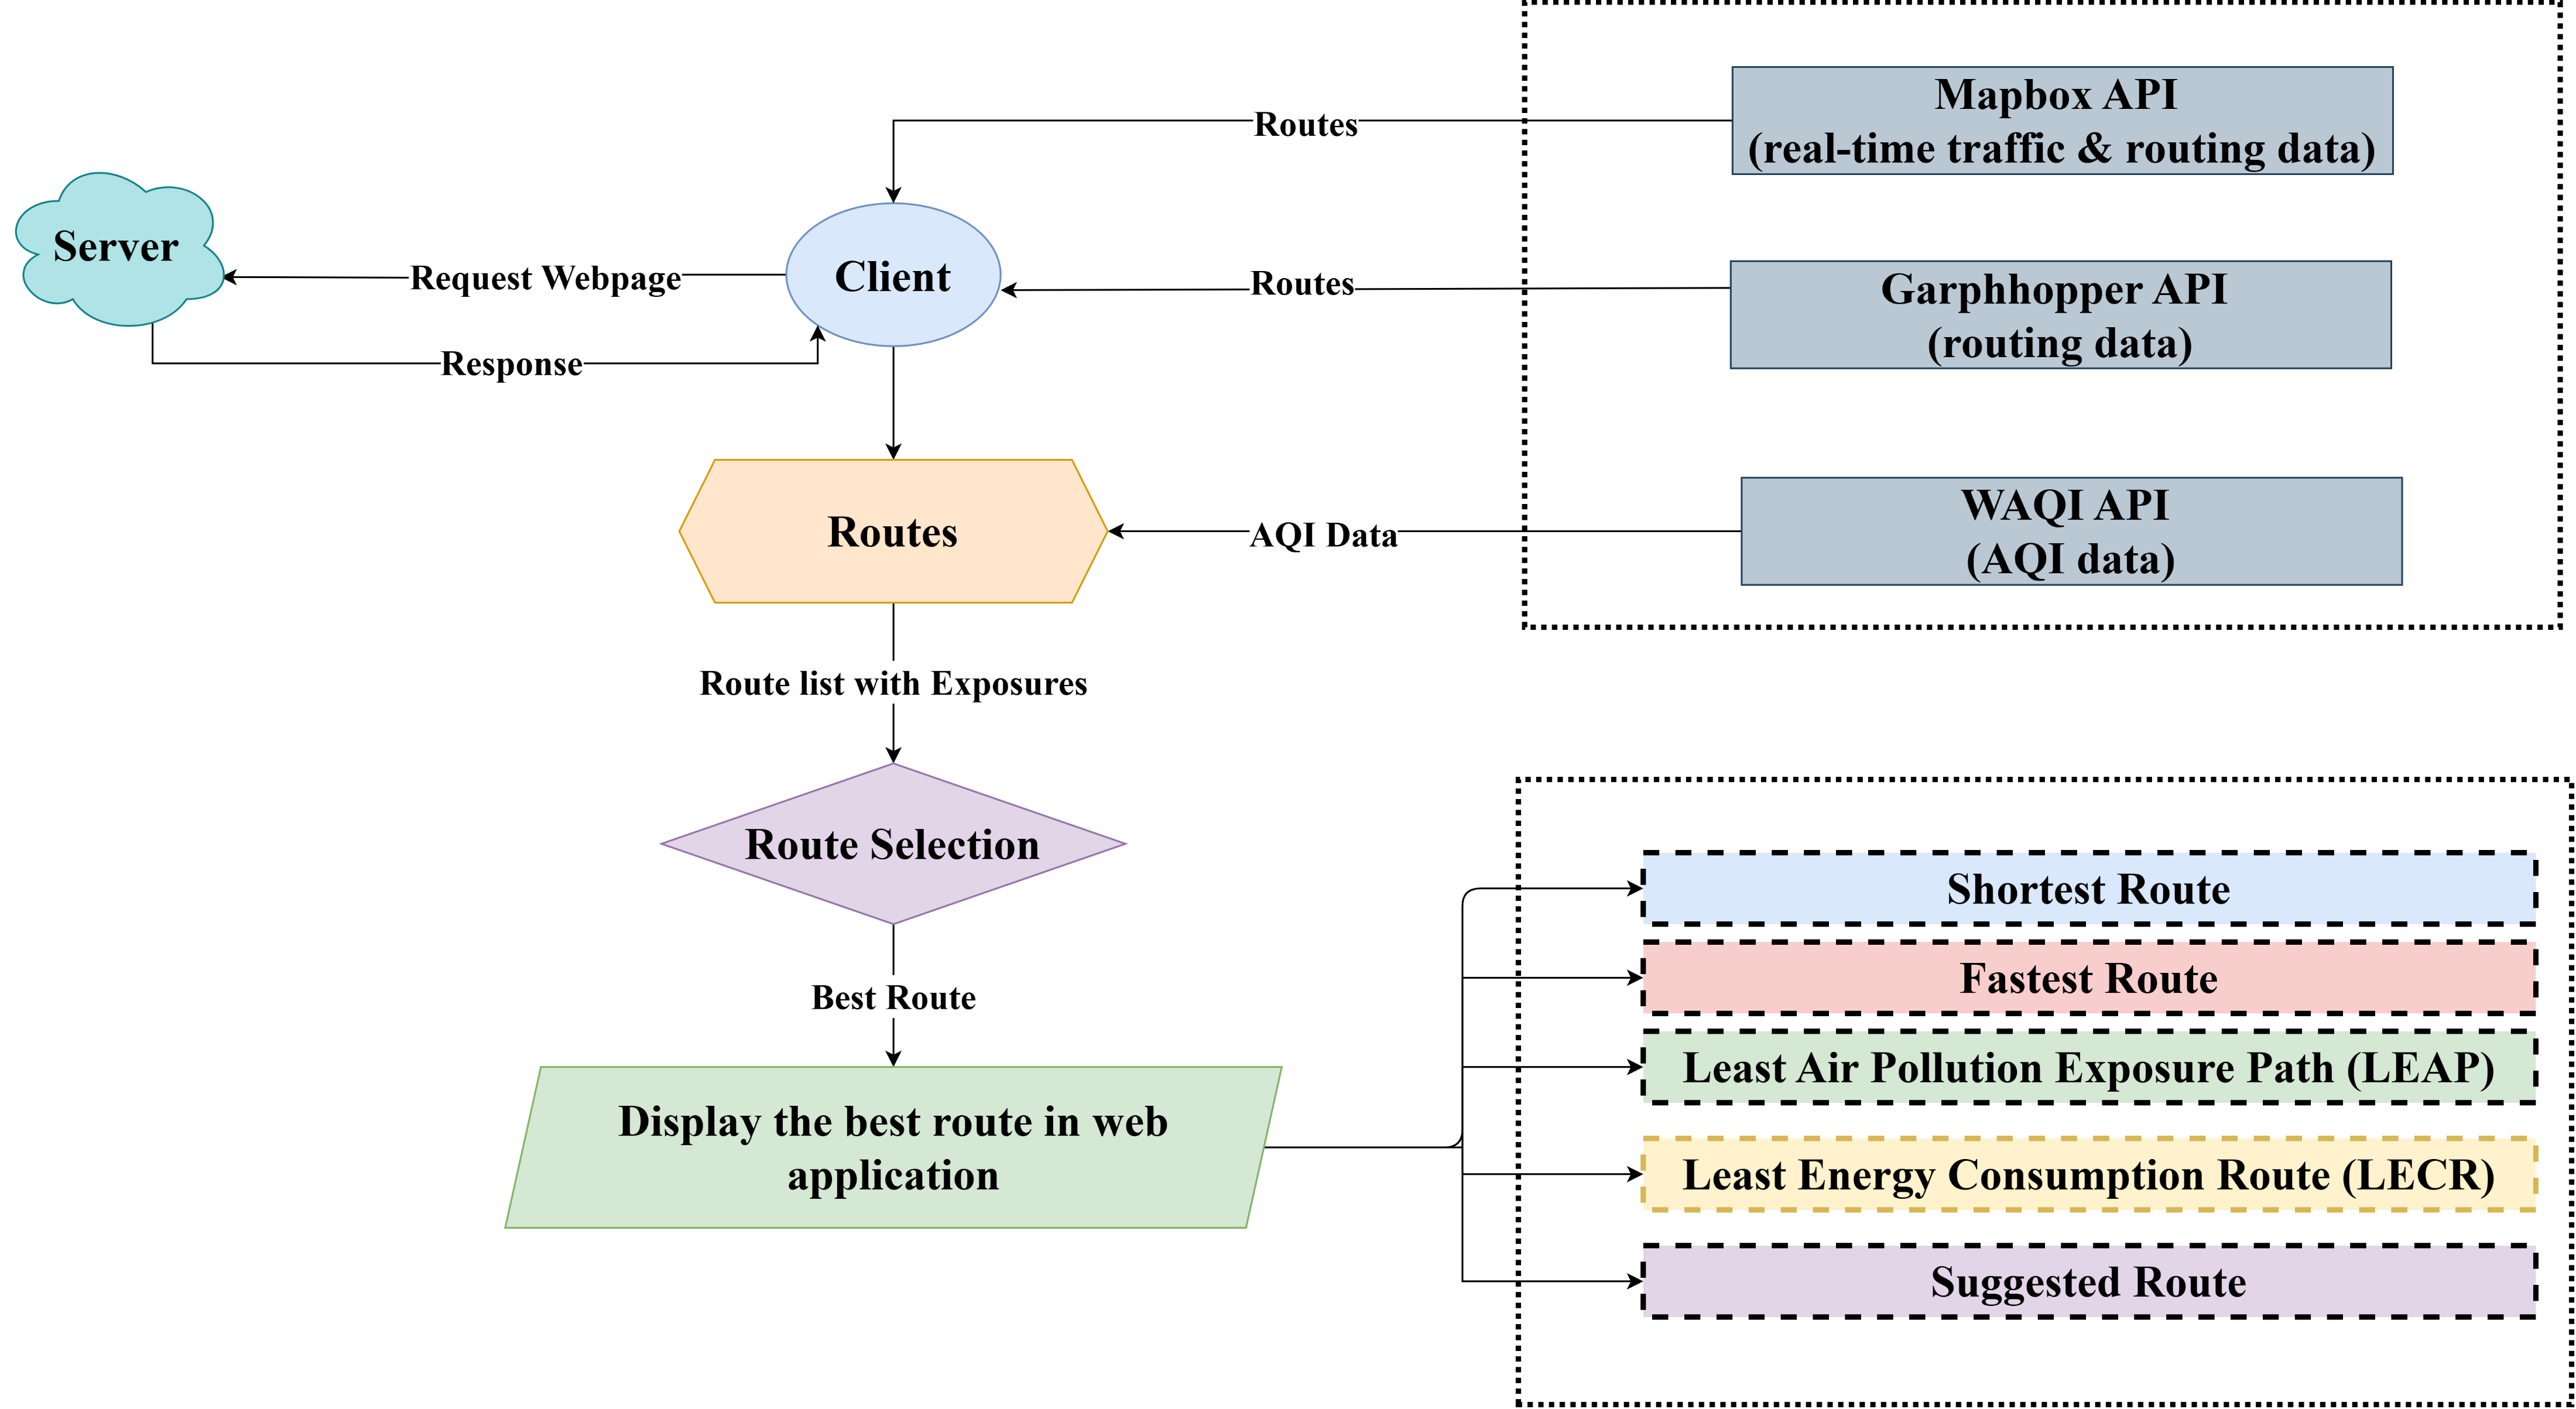 Mapbox API
(real-time traffic & routing data)
Routes
Server
Request Webpage
Client
Routes
Garphhopper API
(routing data)
Response
Routes
AQI Data
WAQI API
(AQI data)
Route list with Exposures
Route Selection
Best Route
Display the best route in web
application
Shortest Route
Fastest Route
Least Air Pollution Exposure Path (LEAP)
Least Energy Consumption Route (LECR)
Suggested Route